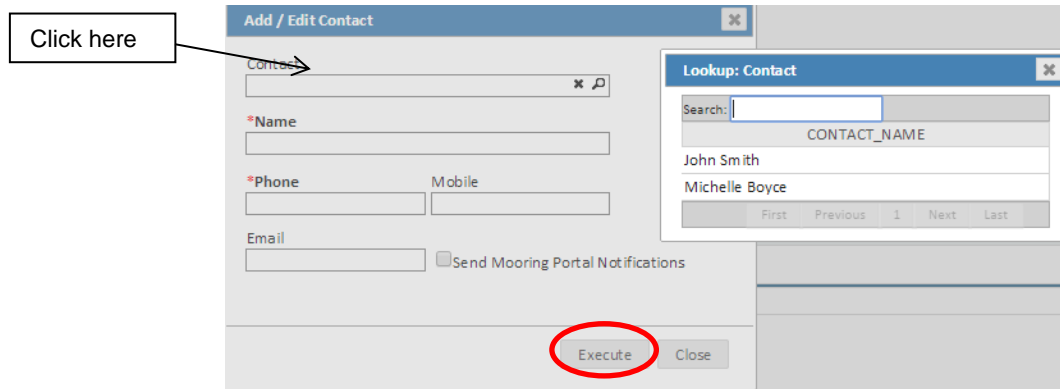 Click here
Add / Edit Contact
Contact
*Name
*Phone Mobile
Email
Send Mooring Portal Notifications
Execute Close
Lookup: Contact
Search:
CONTACT_NAME
John Smith
Michelle Boyce
First Previous 1 Next Last